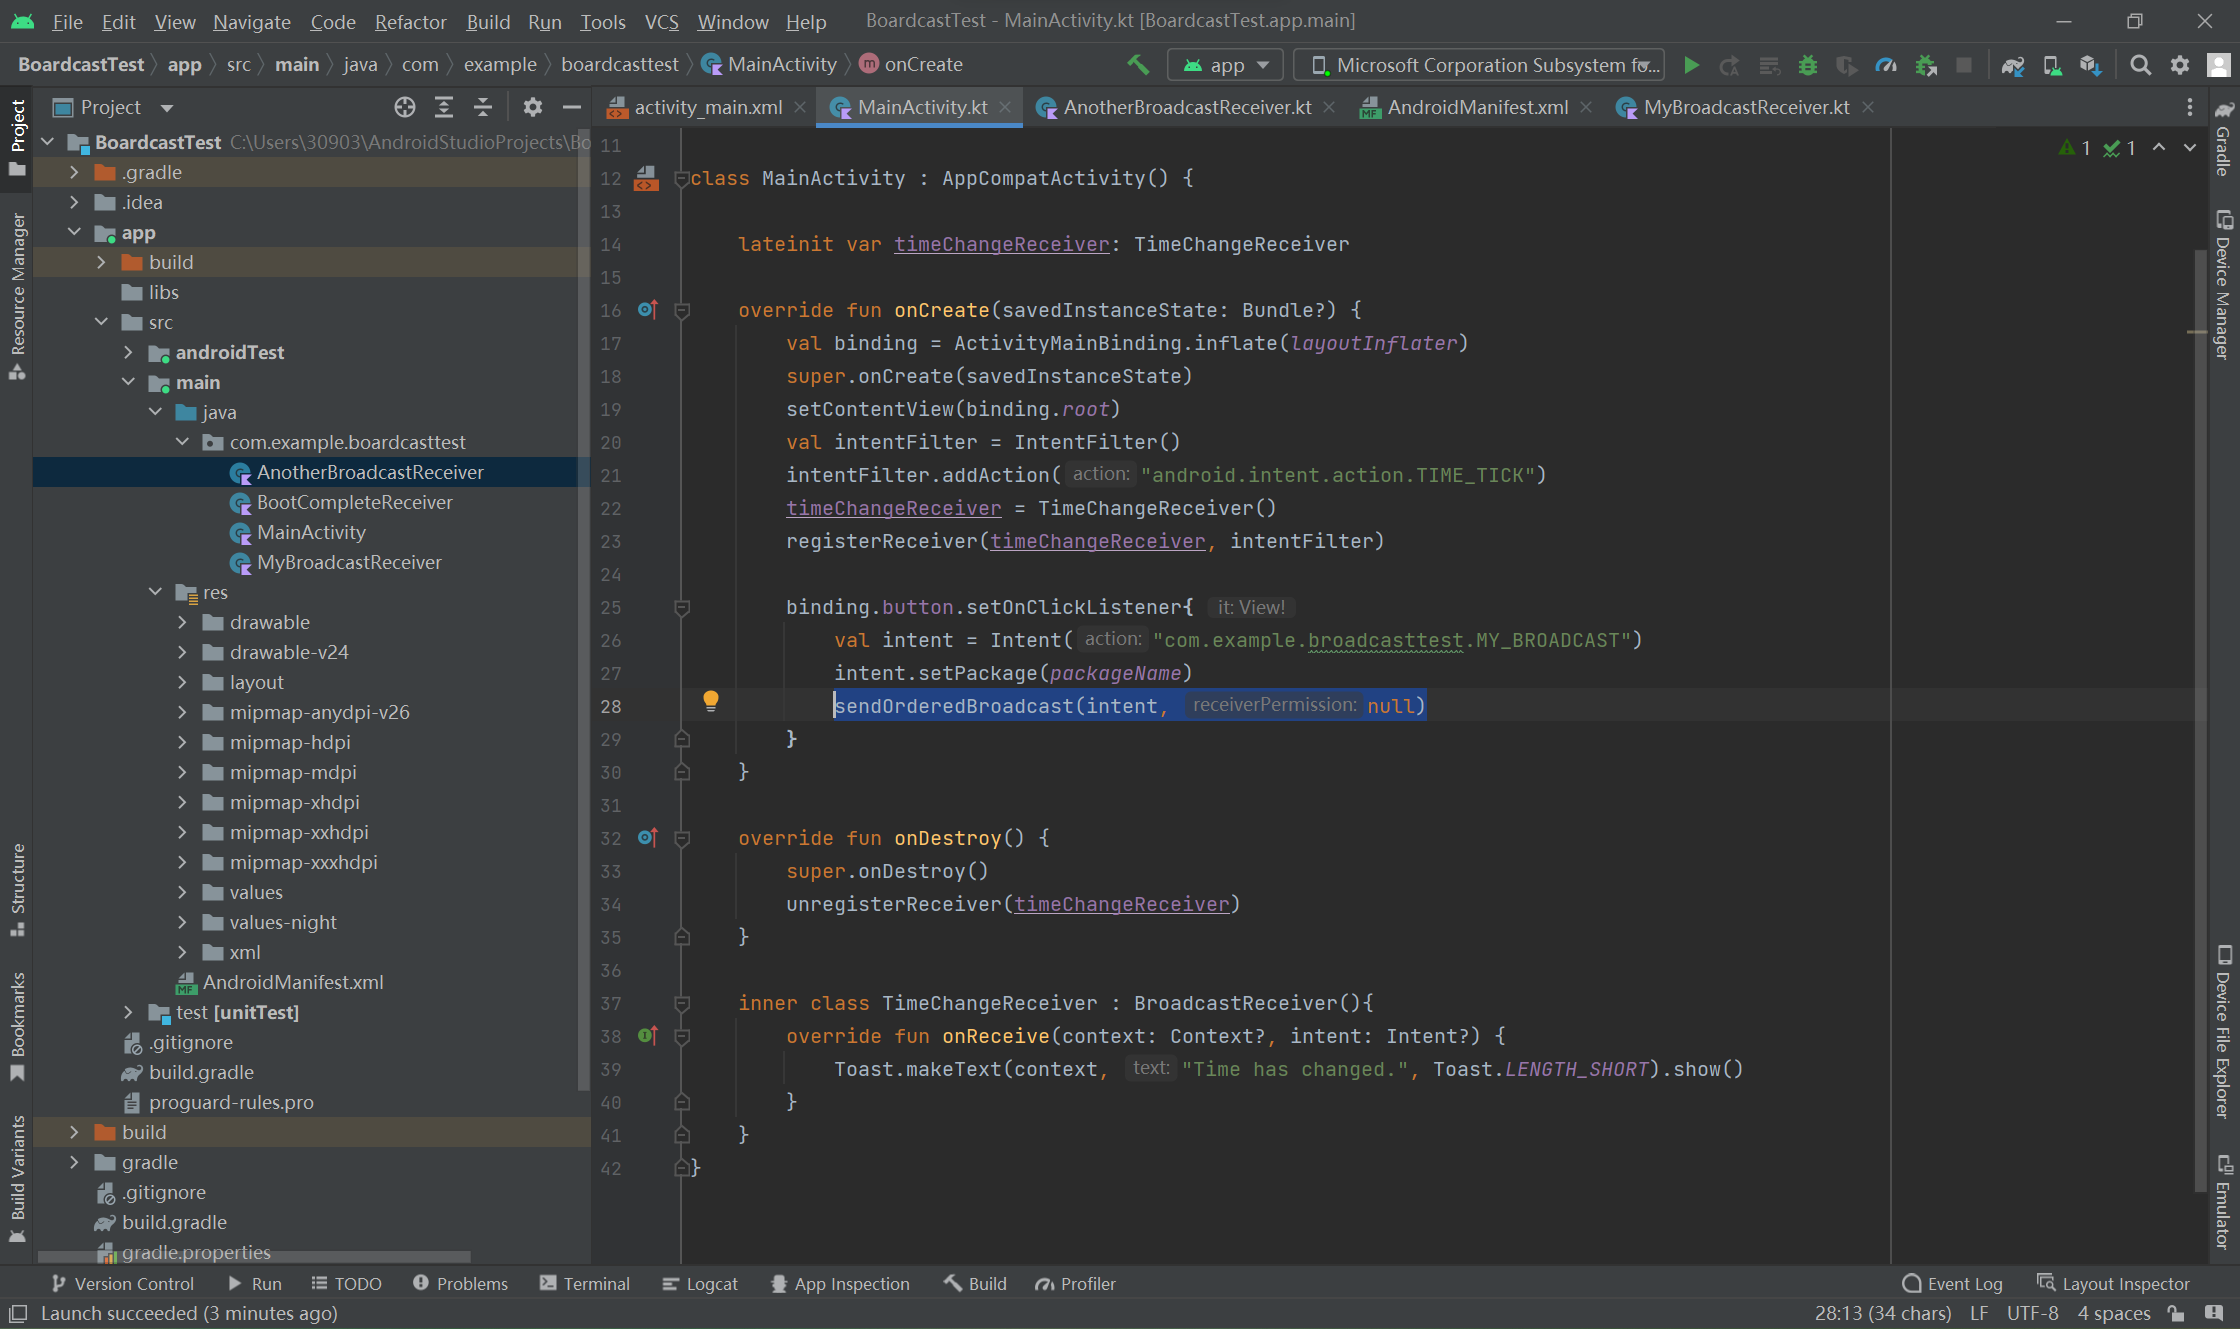 File Edit View Navigate Code Refactor Build Run Tools VCS Window Help BoardcastTest - MainActivity.kt [BoardcastTest.app.main]
BoardcastTest app src main java com example boardcasttest MainActivity onCreate app Microsoft Corporation Subsystem fo...
Project
activity_main.xml MainActivity.kt AnotherBroadcastReceiver.kt AndroidManifest.xml MyBroadcastReceiver.kt
Project
Resource Manager
Structure
Bookmarks
Build Variants
BoardcastTest C:\Users\30903\AndroidStudioProjects\Bo
.gradle
.idea
app
build
libs
src
androidTest
main
java
com.example.boardcasttest
AnotherBroadcastReceiver
BootCompleteReceiver
MainActivity
MyBroadcastReceiver
res
drawable
drawable-v24
layout
mipmap-anydpi-v26
mipmap-hdpi
mipmap-mdpi
mipmap-xhdpi
mipmap-xxhdpi
mipmap-xxxhdpi
values
values-night
xml
AndroidManifest.xml
test [unitTest]
.gitignore
build.gradle
proguard-rules.pro
build
gradle
.gitignore
build.gradle
gradle.properties
1 1
11
12 class MainActivity : AppCompatActivity() {
13
14 lateinit var timeChangeReceiver: TimeChangeReceiver
15
16 override fun onCreate(savedInstanceState: Bundle?) {
17 val binding = ActivityMainBinding.inflate(layoutInflater)
18 super.onCreate(savedInstanceState)
19 setContentView(binding.root)
20 val intentFilter = IntentFilter()
21 intentFilter.addAction( action: "android.intent.action.TIME_TICK")
22 timeChangeReceiver = TimeChangeReceiver()
23 registerReceiver(timeChangeReceiver, intentFilter)
24
25 binding.button.setOnClickListener{ it: View!
26 val intent = Intent( action: "com.example.broadcasttest.MY_BROADCAST")
27 intent.setPackage(packageName)
28 sendOrderedBroadcast(intent, receiverPermission: null)
29 }
30 }
31
32 override fun onDestroy() {
33 super.onDestroy()
34 unregisterReceiver(timeChangeReceiver)
35 }
36
37 inner class TimeChangeReceiver : BroadcastReceiver(){
38 override fun onReceive(context: Context?, intent: Intent?) {
39 Toast.makeText(context, text: "Time has changed.", Toast.LENGTH_SHORT).show()
40 }
41 }
42 }
Gradle
Device Manager
Device File Explorer
Emulator
Version Control Run TODO Problems Terminal Logcat App Inspection Build Profiler Event Log Layout Inspector
Launch succeeded (3 minutes ago) 28:13 (34 chars) LF UTF-8 4 spaces